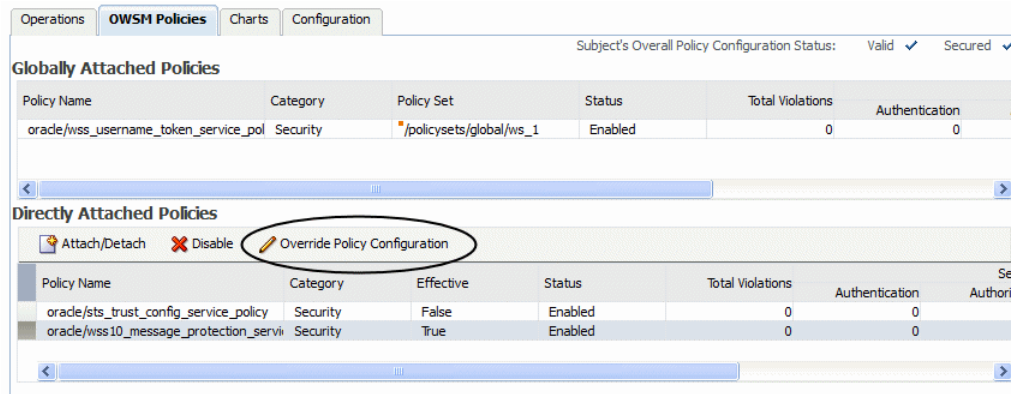 Operations OWSM Policies Charts Configuration
Subject's Overall Policy Configuration Status: Valid Secured
Globally Attached Policies
Policy Name Category Policy Set Status Total Violations
Authentication
oracle/wss_username_token_service_pol Security /policysets/global/ws_1 Enabled 0 0
Directly Attached Policies
Attach/Detach Disable Override Policy Configuration
Se
Policy Name Category Effective Status Total Violations
Authentication Authori
oracle/sts_trust_config_service_policy Security False Enabled 0 0
oracle/wss10_message_protection_servi Security True Enabled 0 0